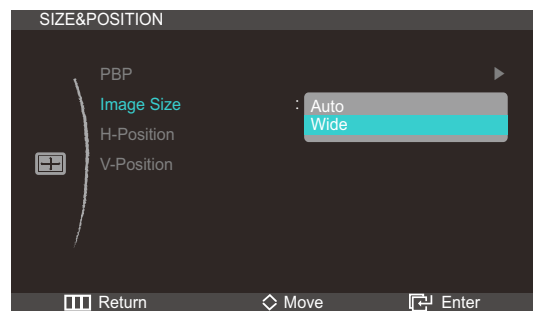 SIZE&POSITION
PBP
Image Size : Auto
Wide
H-Position
V-Position
Return Move Enter